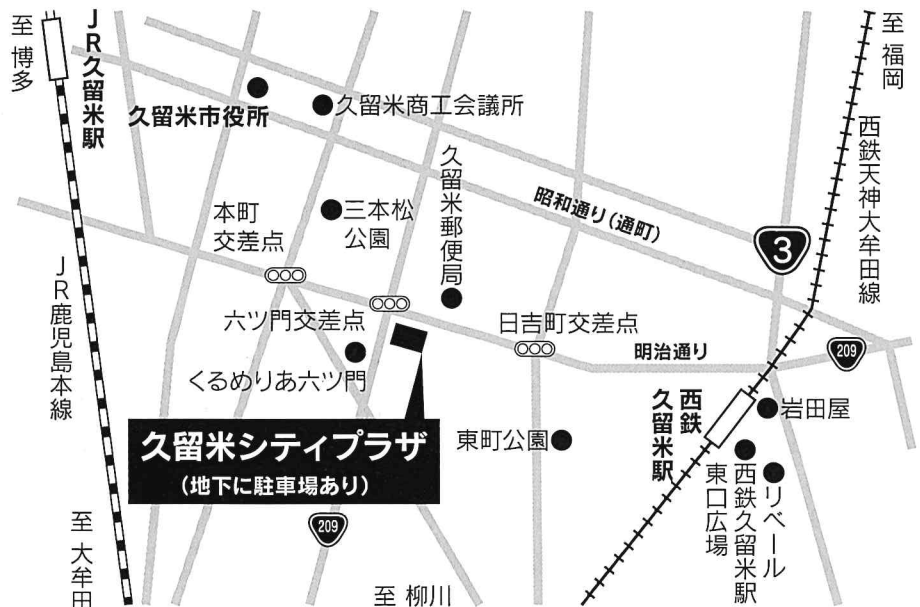 至 博多
JR久留米駅
久留米市役所
久留米商工会議所
至 福岡
西鉄天神大牟田線
本町
交差点
三本松
公園
久留米郵便局
昭和通り（通町）
3
JR鹿児島本線
六ツ門交差点
くるめりあ六ツ門
日吉町交差点
明治通り
209
久留米シティプラザ
（地下に駐車場あり）
東町公園
西鉄
久留米駅
岩田屋
リベール
西鉄久留米駅
東口広場
209
至 大牟田
至 柳川